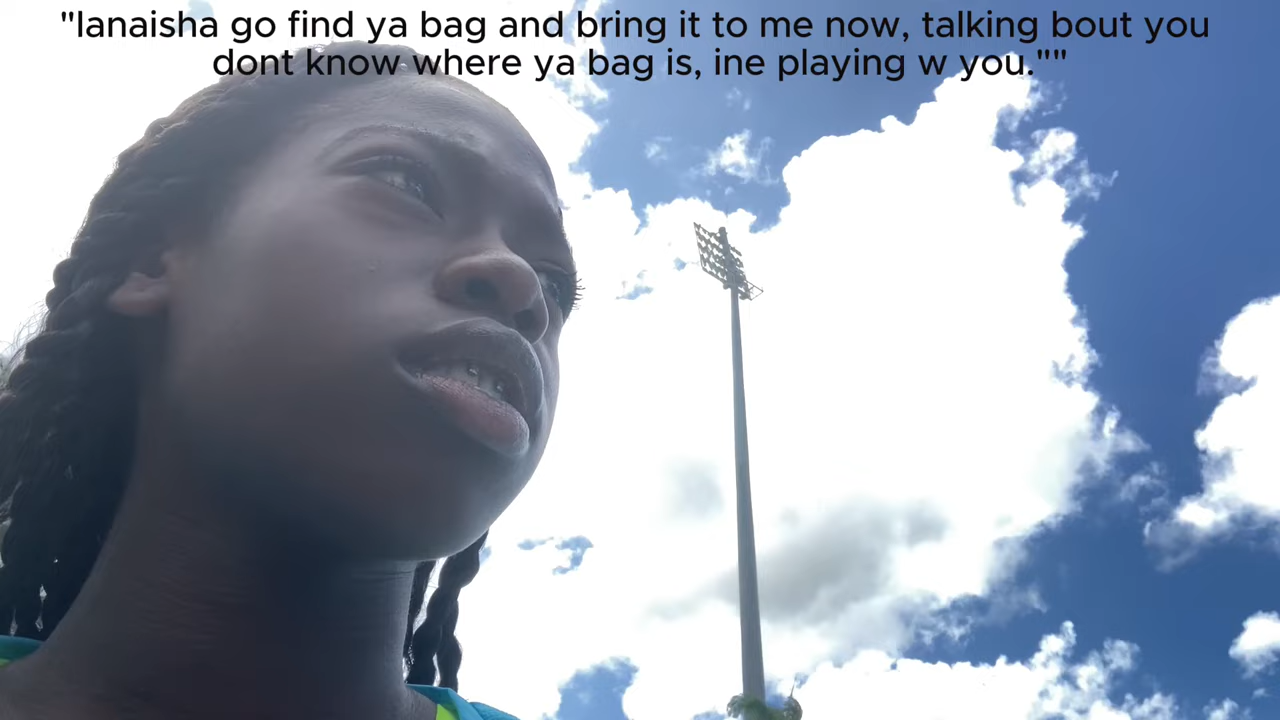 "lanaisha go find ya bag and bring it to me now, talking bout you
dont know where ya bag is, ine playing w you.""